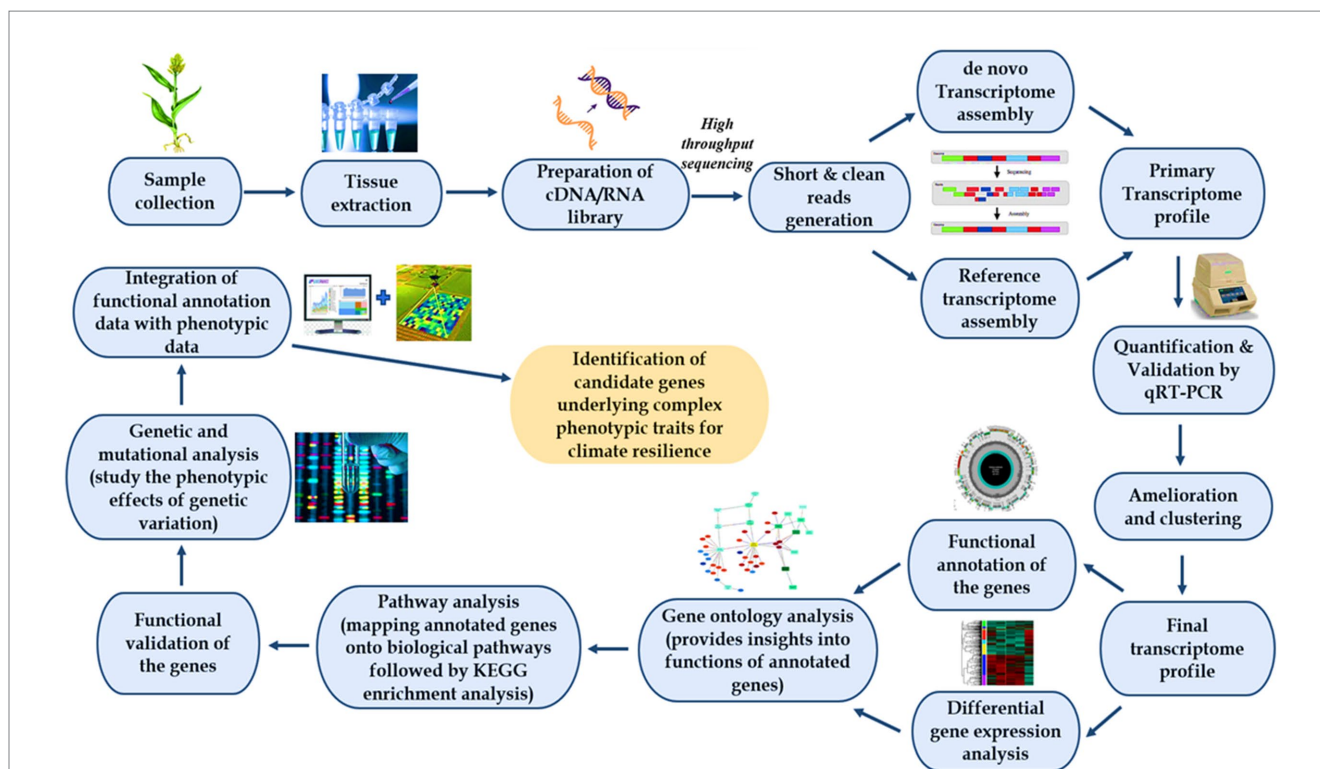 Sample
collection
Tissue
extraction
Preparation of
cDNA/RNA
library
High
throughput
sequencing
Short & clean
reads
generation
de novo
Transcriptome
assembly
Sequencing
Assembly
Reference
transcriptome
assembly
Primary
Transcriptome
profile
Quantification &
Validation by
qRT-PCR
Amelioration
and clustering
Final
transcriptome
profile
Functional
annotation of
the genes
Differential
gene expression
analysis
Gene ontology analysis
(provides insights into
functions of annotated
genes)
Pathway analysis
(mapping annotated genes
onto biological pathways
followed by KEGG
enrichment analysis)
Functional
validation of
the genes
Genetic and
mutational analysis
(study the phenotypic
effects of genetic
variation)
Integration of
functional annotation
data with phenotypic
data
Identification of
candidate genes
underlying complex
phenotypic traits for
climate resilience